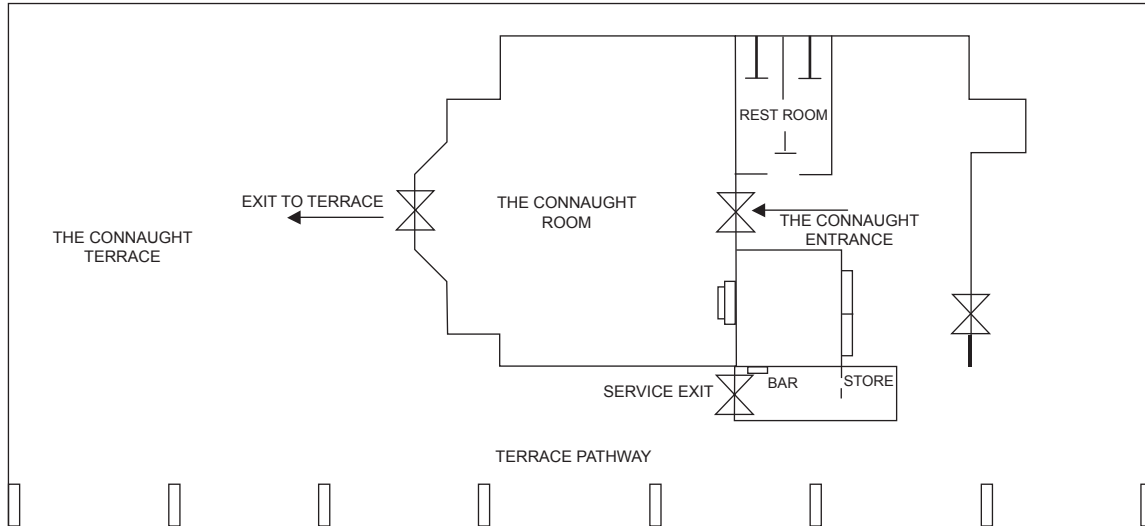 REST ROOM
EXIT TO TERRACE
THE CONNAUGHT
TERRACE
THE CONNAUGHT
ROOM
THE CONNAUGHT
ENTRANCE
SERVICE EXIT
BAR
STORE
TERRACE PATHWAY